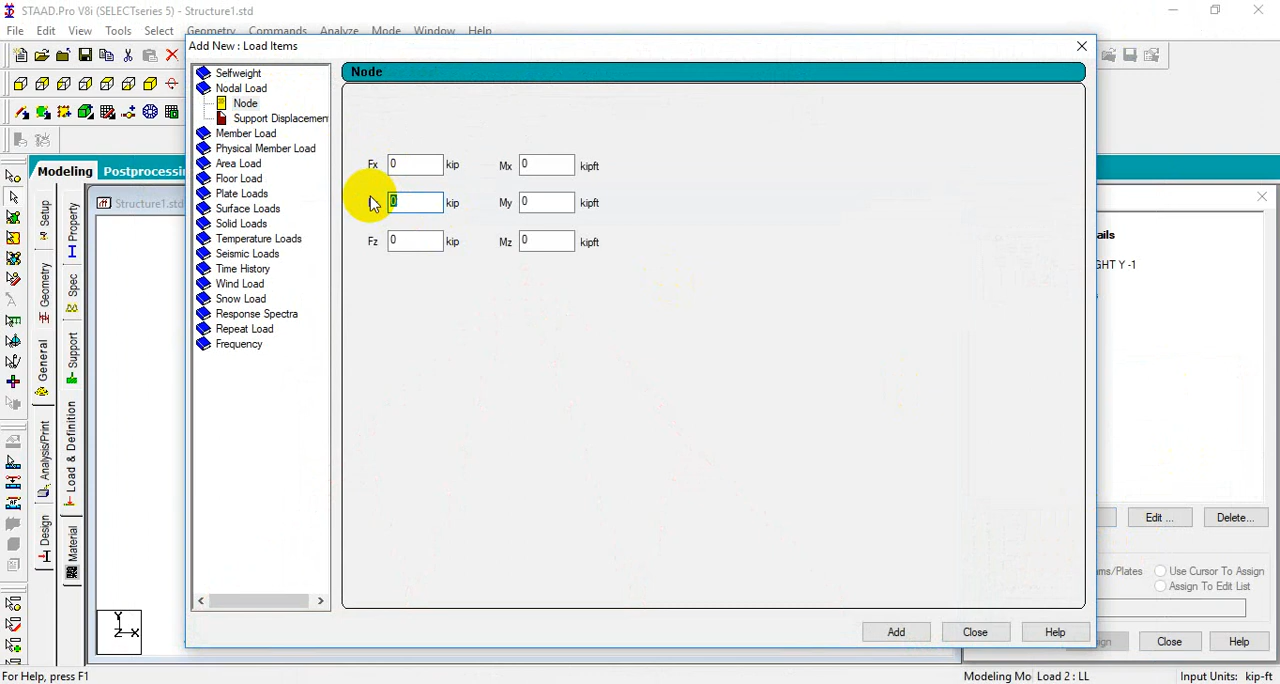 STAAD.Pro V8i (SELECTseries 5) - Structure1.std
File Edit View Tools Select Geometry Commands Analyze Mode Window Help
Add New : Load Items
Selfweight
Nodal Load
Node
Support Displacemen
Member Load
Physical Member Load
Area Load
Floor Load
Plate Loads
Surface Loads
Solid Loads
Temperature Loads
Seismic Loads
Time History
Wind Load
Snow Load
Response Spectra
Repeat Load
Frequency
Node
Fx 0 kip Mx 0 kipft
0 kip My 0 kipft
Fz 0 kip Mz 0 kipft
Add Close Help
Modeling Postprocessin
Structure1.std
Setup
Geometry
General
Analysis/Print
Design
Property
Spec
Support
Load & Definition
Material
Y
Z X
ails
GHT Y -1
Edit ... Delete...
ms/Plates Use Cursor To Assign
Assign To Edit List
gn Close Help
For Help, press F1
Modeling Mo Load 2 : LL Input Units: kip-ft